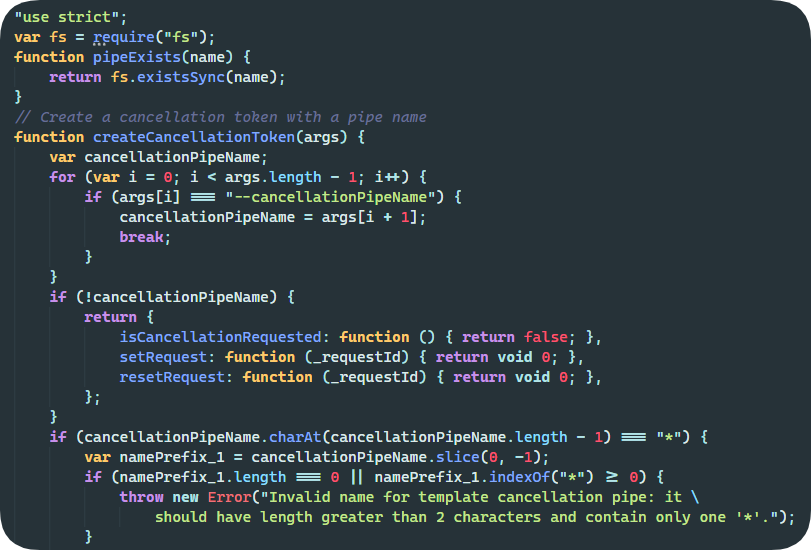 "use strict";
var fs = require("fs");
function pipeExists(name) {
    return fs.existsSync(name);
}
// Create a cancellation token with a pipe name
function createCancellationToken(args) {
    var cancellationPipeName;
    for (var i = 0; i < args.length - 1; i++) {
        if (args[i] === "--cancellationPipeName") {
            cancellationPipeName = args[i + 1];
            break;
        }
    }
    if (!cancellationPipeName) {
        return {
            isCancellationRequested: function () { return false; },
            setRequest: function (_requestId) { return void 0; },
            resetRequest: function (_requestId) { return void 0; },
        };
    }
    if (cancellationPipeName.charAt(cancellationPipeName.length - 1) === "*") {
        var namePrefix_1 = cancellationPipeName.slice(0, -1);
        if (namePrefix_1.length === 0 || namePrefix_1.indexOf("*") >= 0) {
            throw new Error("Invalid name for template cancellation pipe: it \
                should have length greater than 2 characters and contain only one '*'.");
        }